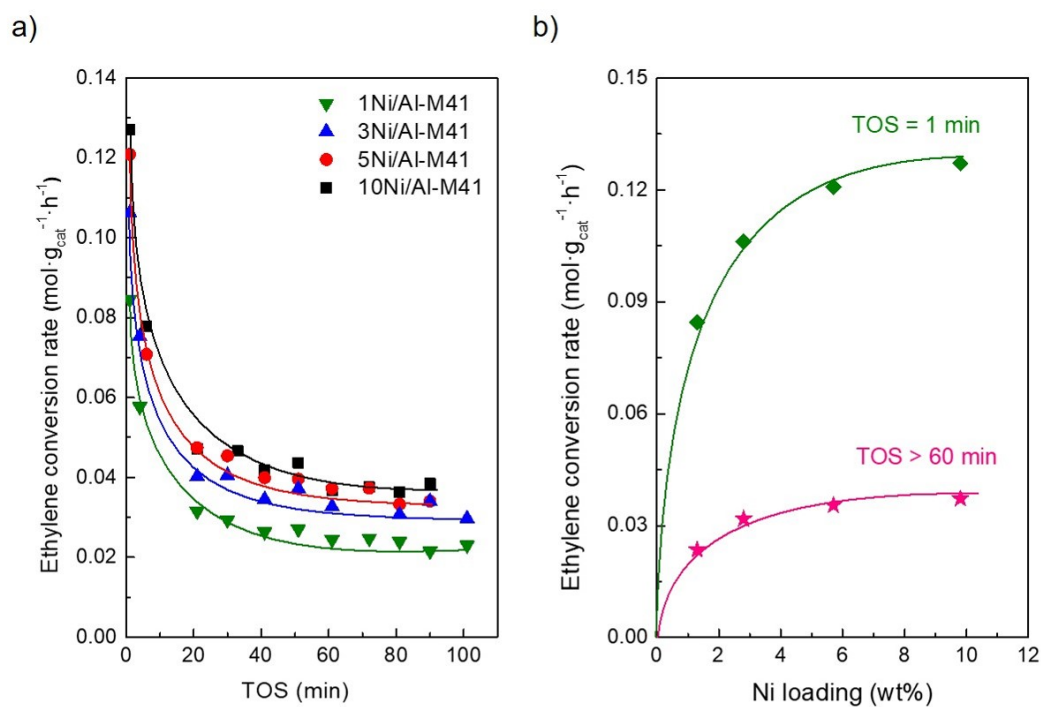 a)
Ethylene conversion rate (mol·g_cat^-1·h^-1)
0.14
0.12
0.10
0.08
0.06
0.04
0.02
0.00
1Ni/Al-M41
3Ni/Al-M41
5Ni/Al-M41
10Ni/Al-M41
0 20 40 60 80 100
TOS (min)
b)
Ethylene conversion rate (mol·g_cat^-1·h^-1)
0.15
0.12
0.09
0.06
0.03
0.00
TOS = 1 min
TOS > 60 min
0 2 4 6 8 10 12
Ni loading (wt%)